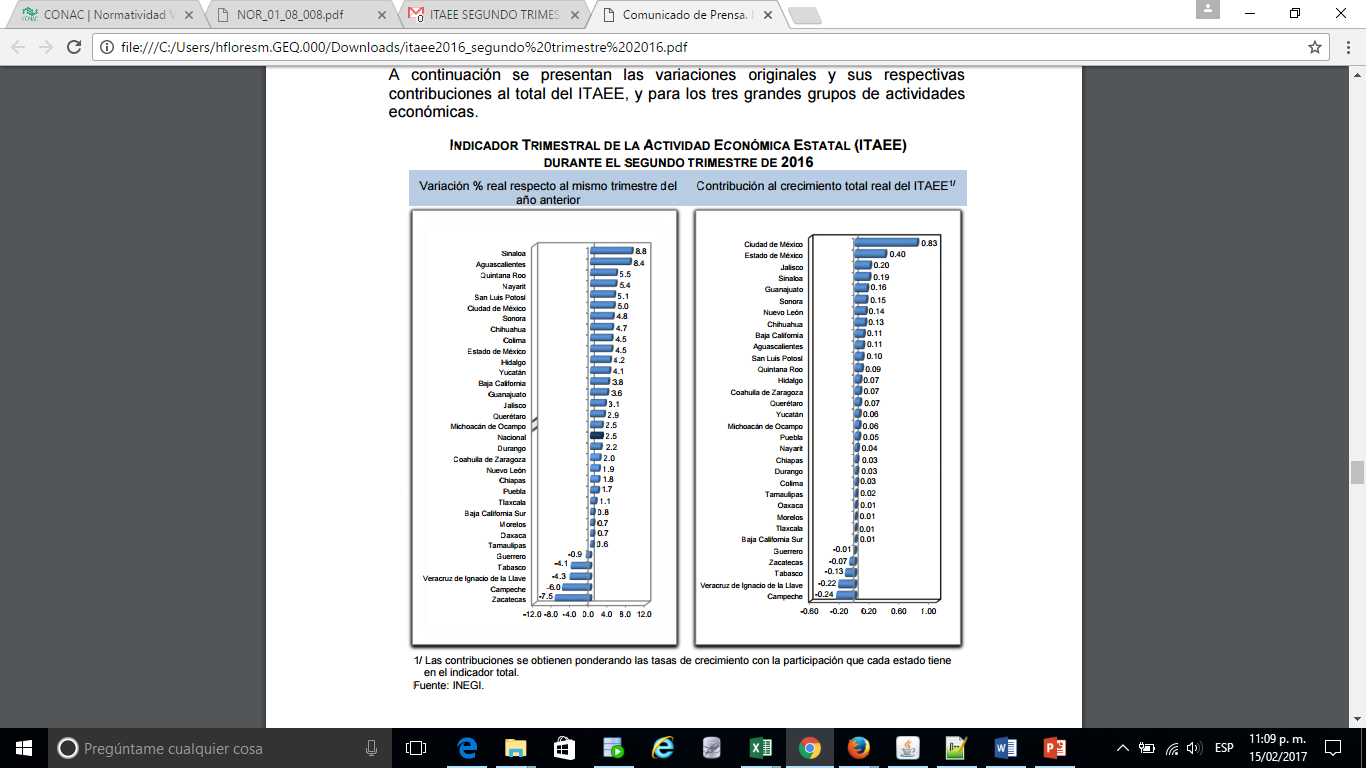 CONAC | Normatividad V
NOR_01_08_008.pdf
ITAEE SEGUNDO TRIMES
Comunicado de Prensa.
file:///C:/Users/hfloresm.GEQ.000/Downloads/itaee2016_segundo%20trimestre%202016.pdf
A continuación se presentan las variaciones originales y sus respectivas
contribuciones al total del ITAEE, y para los tres grandes grupos de actividades
económicas.
INDICADOR TRIMESTRAL DE LA ACTIVIDAD ECONÓMICA ESTATAL (ITAEE)
DURANTE EL SEGUNDO TRIMESTRE DE 2016
Variación % real respecto al mismo trimestre del
año anterior
Contribución al crecimiento total real del ITAEE1/
Sinaloa 8.8
Aguascalientes 8.4
Quintana Roo 5.5
Nayarit 5.4
San Luis Potosí 5.1
Ciudad de México 5.0
Sonora 4.8
Chihuahua 4.7
Colima 4.5
Estado de México 4.5
Hidalgo 4.2
Yucatán 4.1
Baja California 3.8
Guanajuato 3.6
Jalisco 3.1
Querétaro 2.9
Michoacán de Ocampo 2.5
Nacional 2.5
Durango 2.2
Coahuila de Zaragoza 2.0
Nuevo León 1.9
Chiapas 1.8
Puebla 1.7
Tlaxcala 1.1
Baja California Sur 0.8
Morelos 0.7
Oaxaca 0.7
Tamaulipas 0.6
Guerrero -0.9
Tabasco -4.1
Veracruz de Ignacio de la Llave -4.3
Campeche -6.0
Zacatecas -7.5
-12.0 -8.0 -4.0 0.0 4.0 8.0 12.0
Ciudad de México 0.83
Estado de México 0.40
Jalisco 0.20
Sinaloa 0.19
Guanajuato 0.16
Sonora 0.15
Nuevo León 0.14
Chihuahua 0.13
Baja California 0.11
Aguascalientes 0.11
San Luis Potosí 0.10
Quintana Roo 0.09
Hidalgo 0.07
Coahuila de Zaragoza 0.07
Querétaro 0.07
Yucatán 0.06
Michoacán de Ocampo 0.06
Puebla 0.05
Nayarit 0.04
Chiapas 0.03
Durango 0.03
Colima 0.03
Tamaulipas 0.02
Oaxaca 0.01
Morelos 0.01
Tlaxcala 0.01
Baja California Sur 0.01
Guerrero -0.01
Zacatecas -0.07
Tabasco -0.13
Veracruz de Ignacio de la Llave -0.22
Campeche -0.24
-0.60 -0.20 0.20 0.60 1.00
1/ Las contribuciones se obtienen ponderando las tasas de crecimiento con la participación que cada estado tiene
en el indicador total.
Fuente: INEGI.
Pregúntame cualquier cosa
ESP
11:09 p. m.
15/02/2017